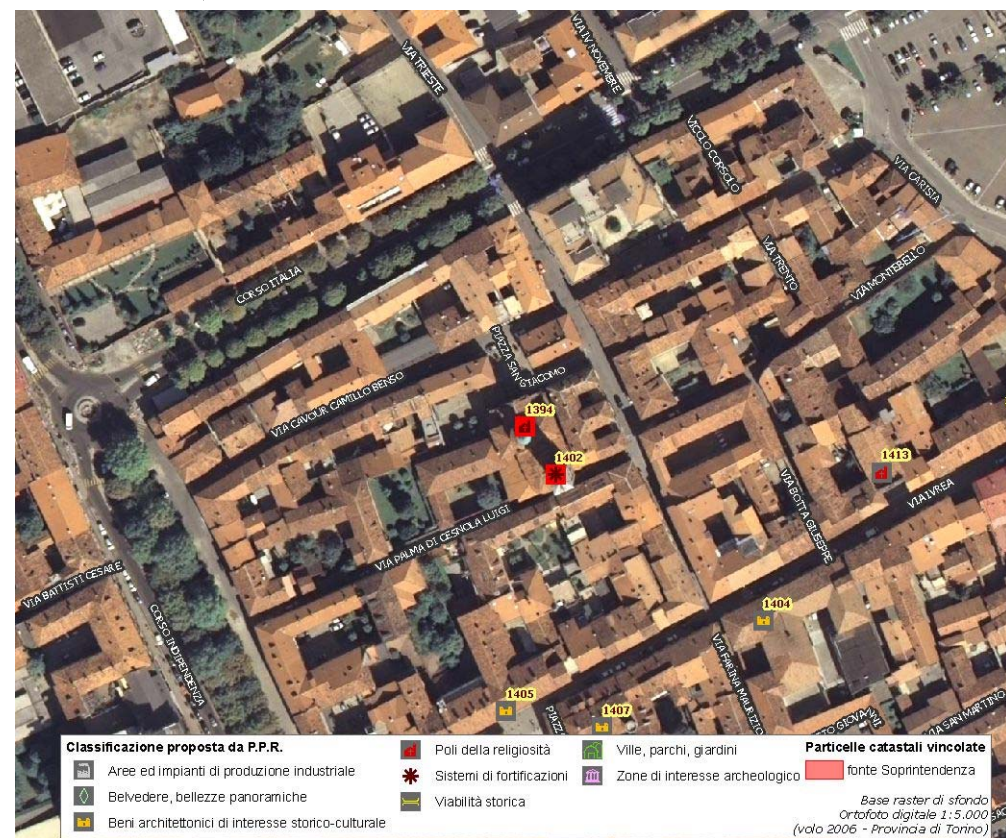 VIA TRIESTE
VIA IV NOVEMBRE
VICOLO CORSOLO
VIA CARISIA
VIA TRENTO
VIA MONTEBELLO
CORSO ITALIA
PIAZZA SAN GIACOMO
VIA CAVOUR CAMILLO BENSO
1394
1402
1413
VIA IVREA
VIA BOTTA GIUSEPPE
VIA PALMA DI CESNOLA LUIGI
VIA BATTISTI CESARE
CORSO INDIPENDENZA
1404
VIA FARINA MAURIZIO
1405
PIAZZ
1407
VIA SAN MARTINO
Classificazione proposta da P.P.R.
Aree ed impianti di produzione industriale
Belvedere, bellezze panoramiche
Beni architettonici di interesse storico-culturale
Poli della religiosità
Sistemi di fortificazioni
Viabilità storica
Ville, parchi, giardini
Zone di interesse archeologico
Particelle catastali vincolate
fonte Soprintendenza
Base raster di sfondo
Ortofoto digitale 1:5.000
(volo 2006 - Provincia di Torino)